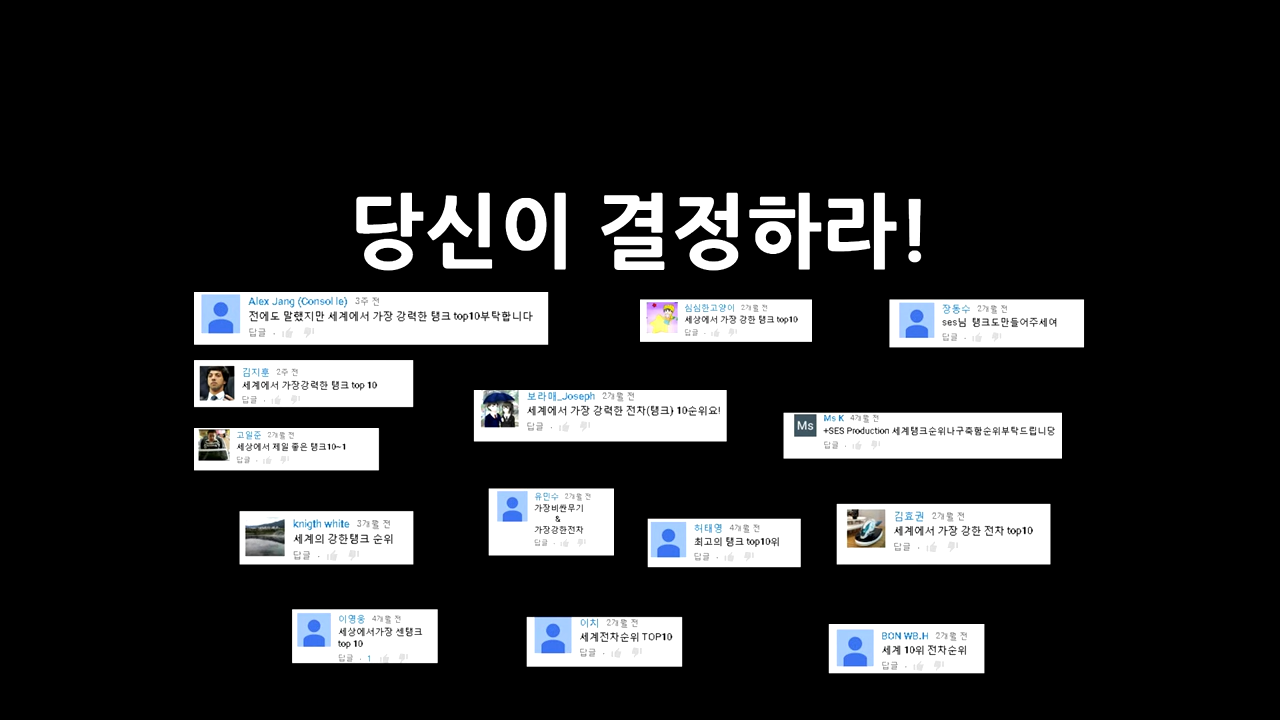 당신이 결정하라!
Alex Jang (Consolle) 3주 전
전에도 말했지만 세계에서 가장 강력한 탱크 top10부탁합니다
답글
심심한고양이 2개월 전
세상에서 가장 강한 탱크 top10
답글
장동수 2개월 전
ses님 탱크도만들어주세여
답글
김지훈 2주 전
세계에서 가장강력한 탱크 top 10
답글
보라매_Joseph 2개월 전
세계에서 가장 강력한 전차(탱크) 10순위요!
답글
Ms
Ms K 4개월 전
+SES Production 세계탱크순위나구축함순위부탁드립니당
답글
고일준 2개월 전
세상에서 제일 좋은 탱크10~1
답글
knigth white 3개월 전
세계의 강한탱크 순위
답글
유민수 2개월 전
가장비싼무기
&
가장강한전차
답글
허태영 4개월 전
최고의 탱크 top10위
답글
김효권 2개월 전
세계에서 가장 강한 전차 top10
답글
이영웅 4개월 전
세상에서가장 센탱크
top 10
답글 · 1
이치 2개월 전
세계전차순위 TOP10
답글
BON WB.H 2개월 전
세계 10위 전차순위
답글